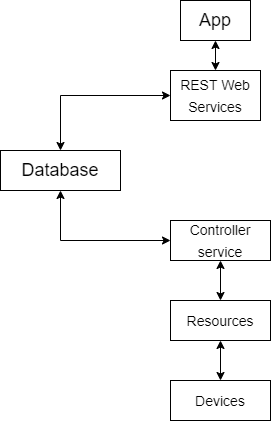 App
REST Web
Services
Database
Controller
service
Resources
Devices